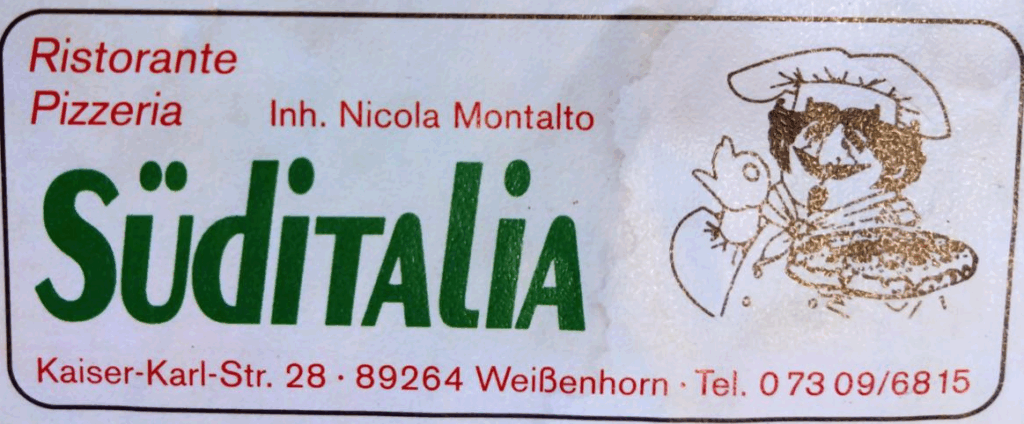 Ristorante
Pizzeria Inh. Nicola Montalto
SüdiTALiA
Kaiser-Karl-Str. 28 · 89264 Weißenhorn · Tel. 0 73 09/68 15